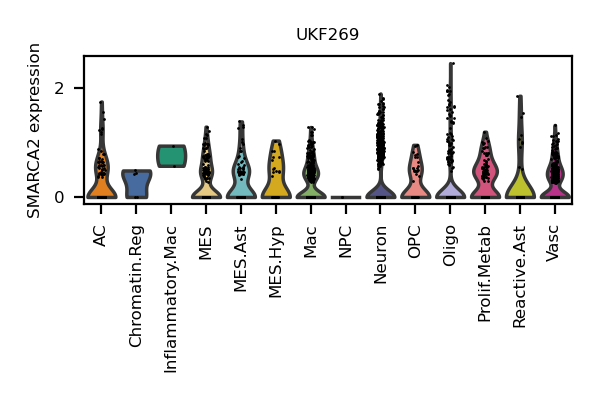 UKF269
SMARCA2 expression
2
0
AC
Chromatin.Reg
Inflammatory.Mac
MES
MES.Ast
MES.Hyp
Mac
NPC
Neuron
OPC
Oligo
Prolif.Metab
Reactive.Ast
Vasc